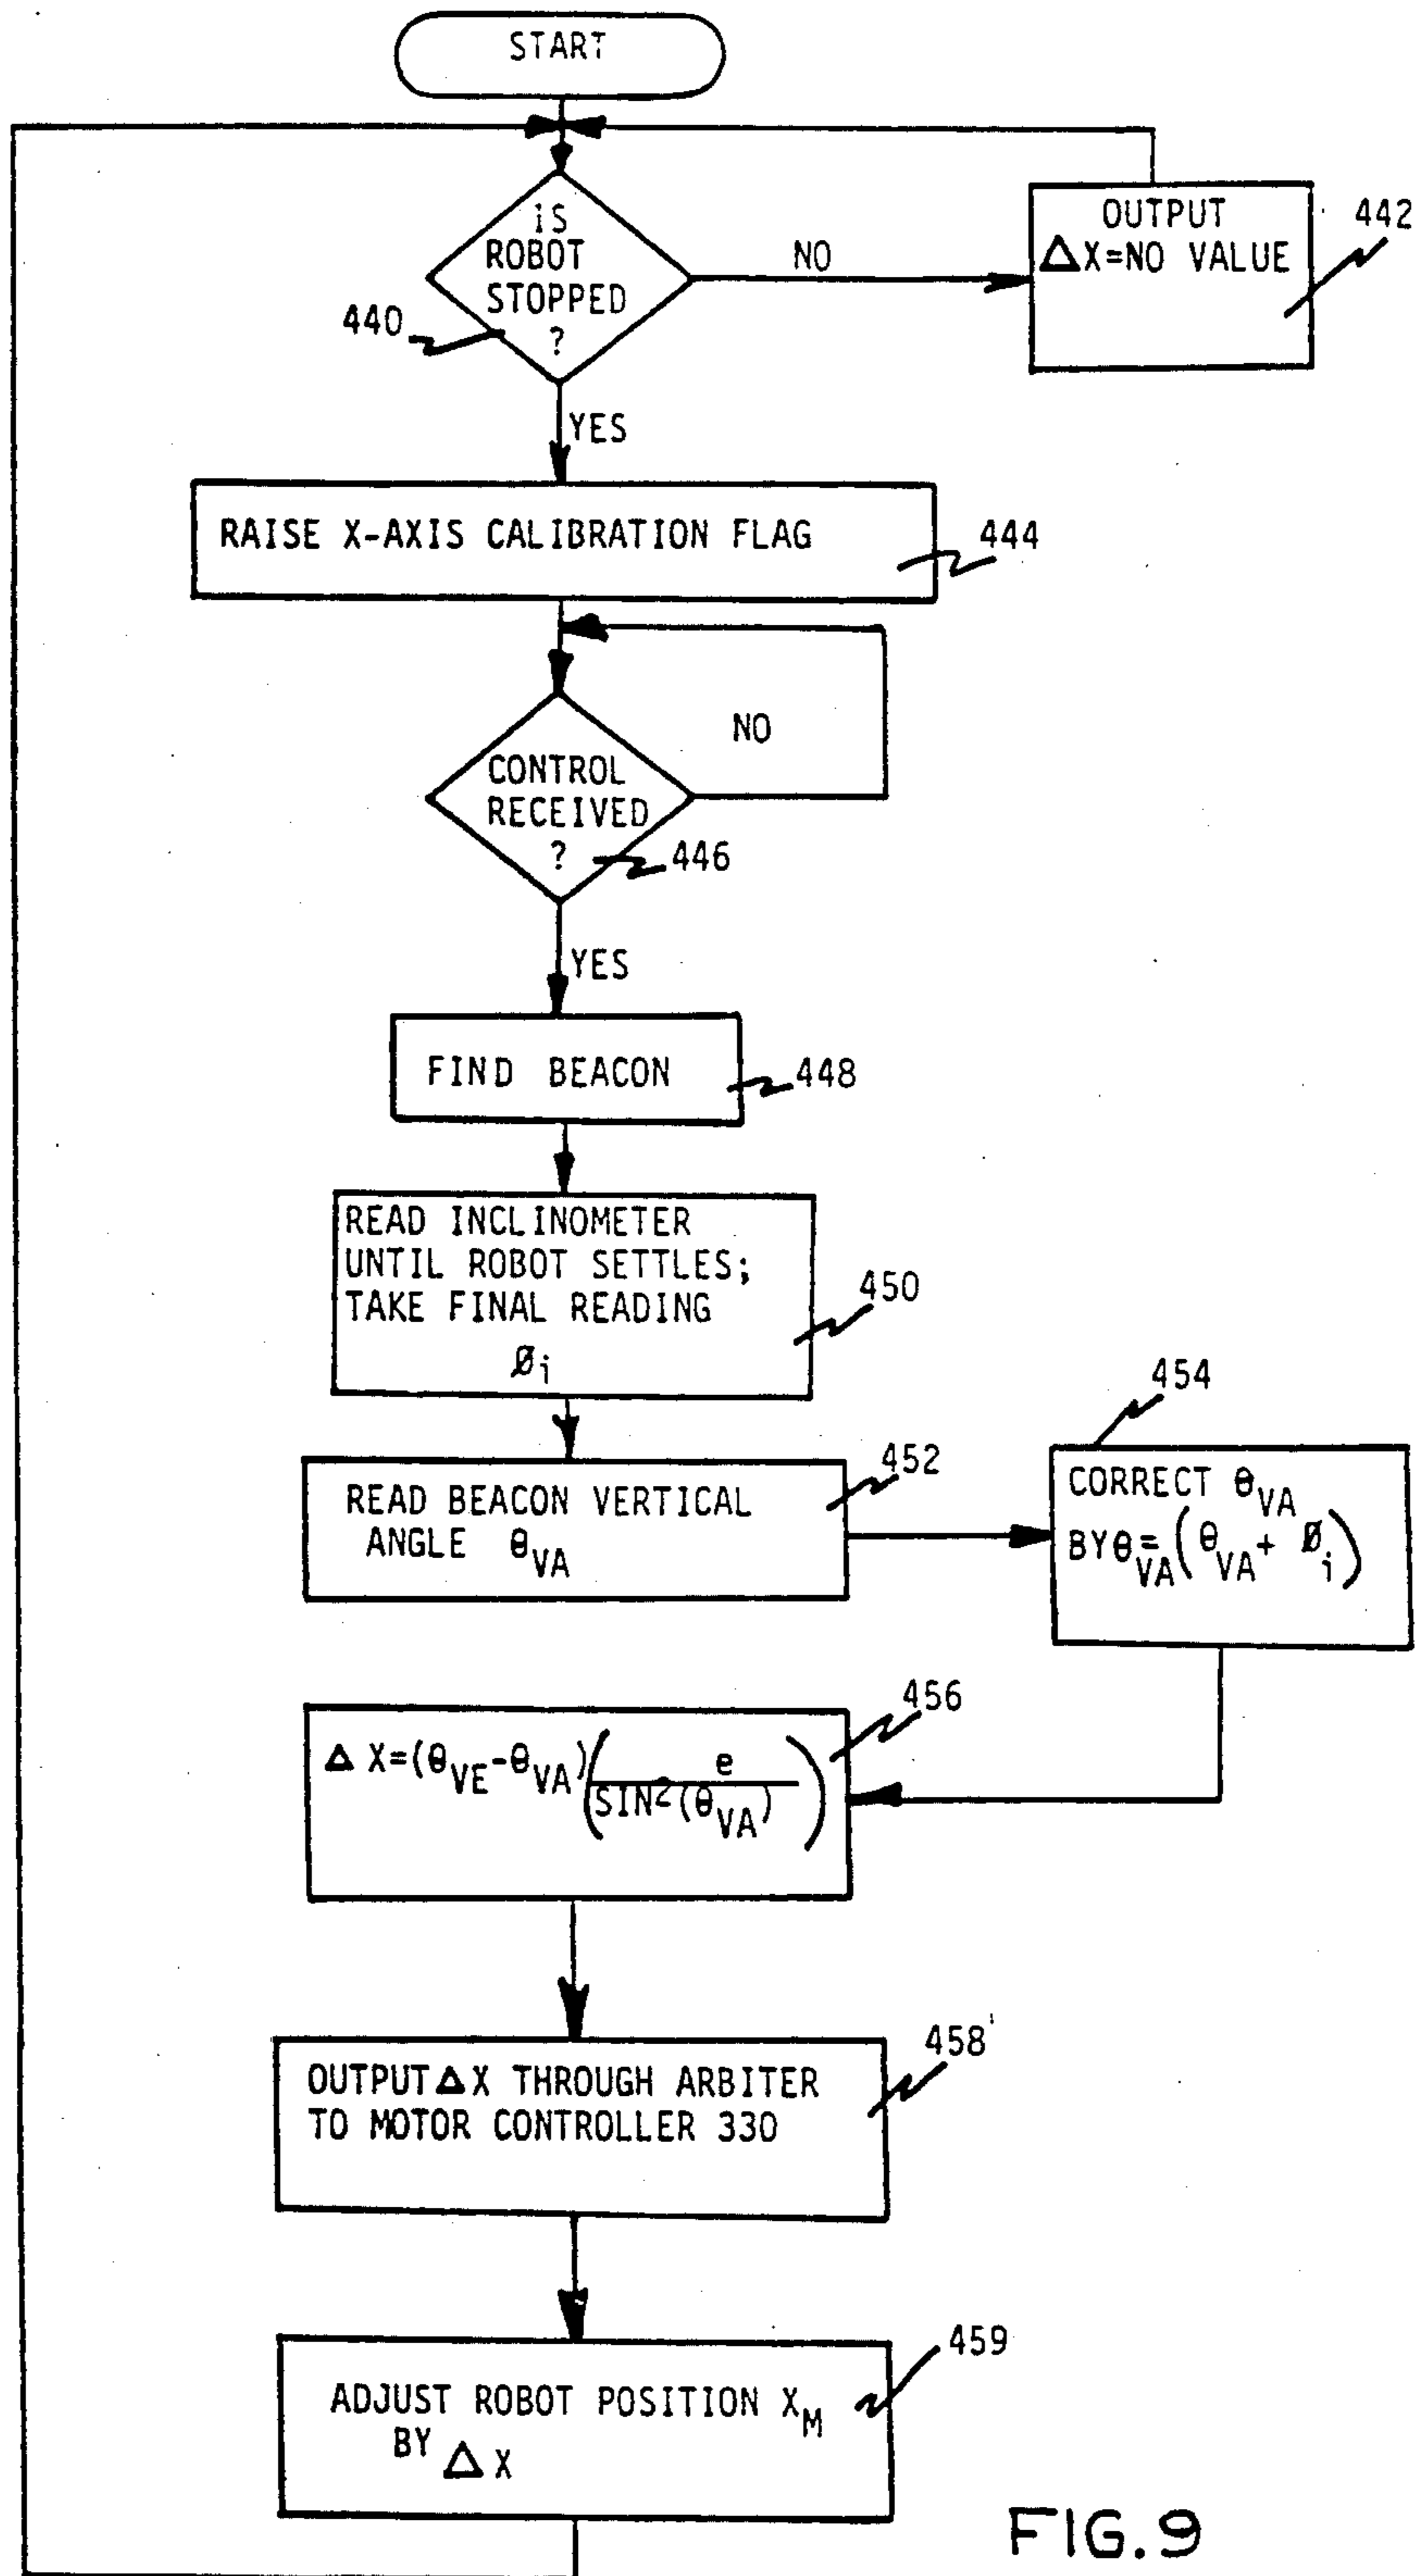 START
IS
ROBOT
STOPPED
?
440
NO
OUTPUT
ΔX=NO VALUE
442
YES
RAISE X-AXIS CALIBRATION FLAG
444
NO
CONTROL
RECEIVED
?
446
YES
FIND BEACON
448
READ INCLINOMETER
UNTIL ROBOT SETTLES;
TAKE FINAL READING
Øi
450
READ BEACON VERTICAL
ANGLE θVA
452
454
CORRECT θVA
BY θVA=(θVA+ Øi)
456
ΔX=(θVE-θVA)(e/SIN²(θVA))
OUTPUT ΔX THROUGH ARBITER
TO MOTOR CONTROLLER 330
458'
ADJUST ROBOT POSITION XM
BY ΔX
459
FIG.9